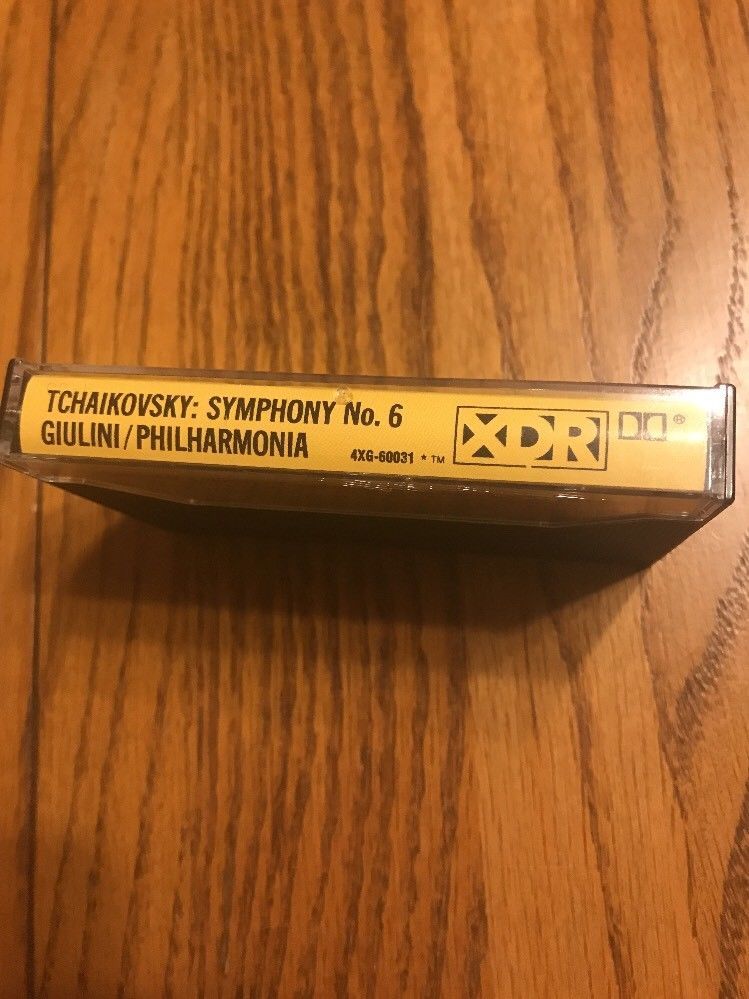 TCHAIKOVSKY: SYMPHONY No. 6
GIULINI/PHILHARMONIA
4XG-60031 * TM
XDR
®